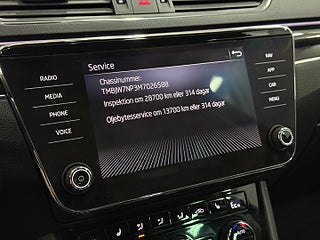 Service
Chassinummer:
TMBJW7NP3M7026588
Inspektion om 28700 km eller 314 dagar
Oljebytesservice om 13700 km eller 314 dagar
RADIO
MEDIA
PHONE
VOICE
NAV
APP
CAR
MENU